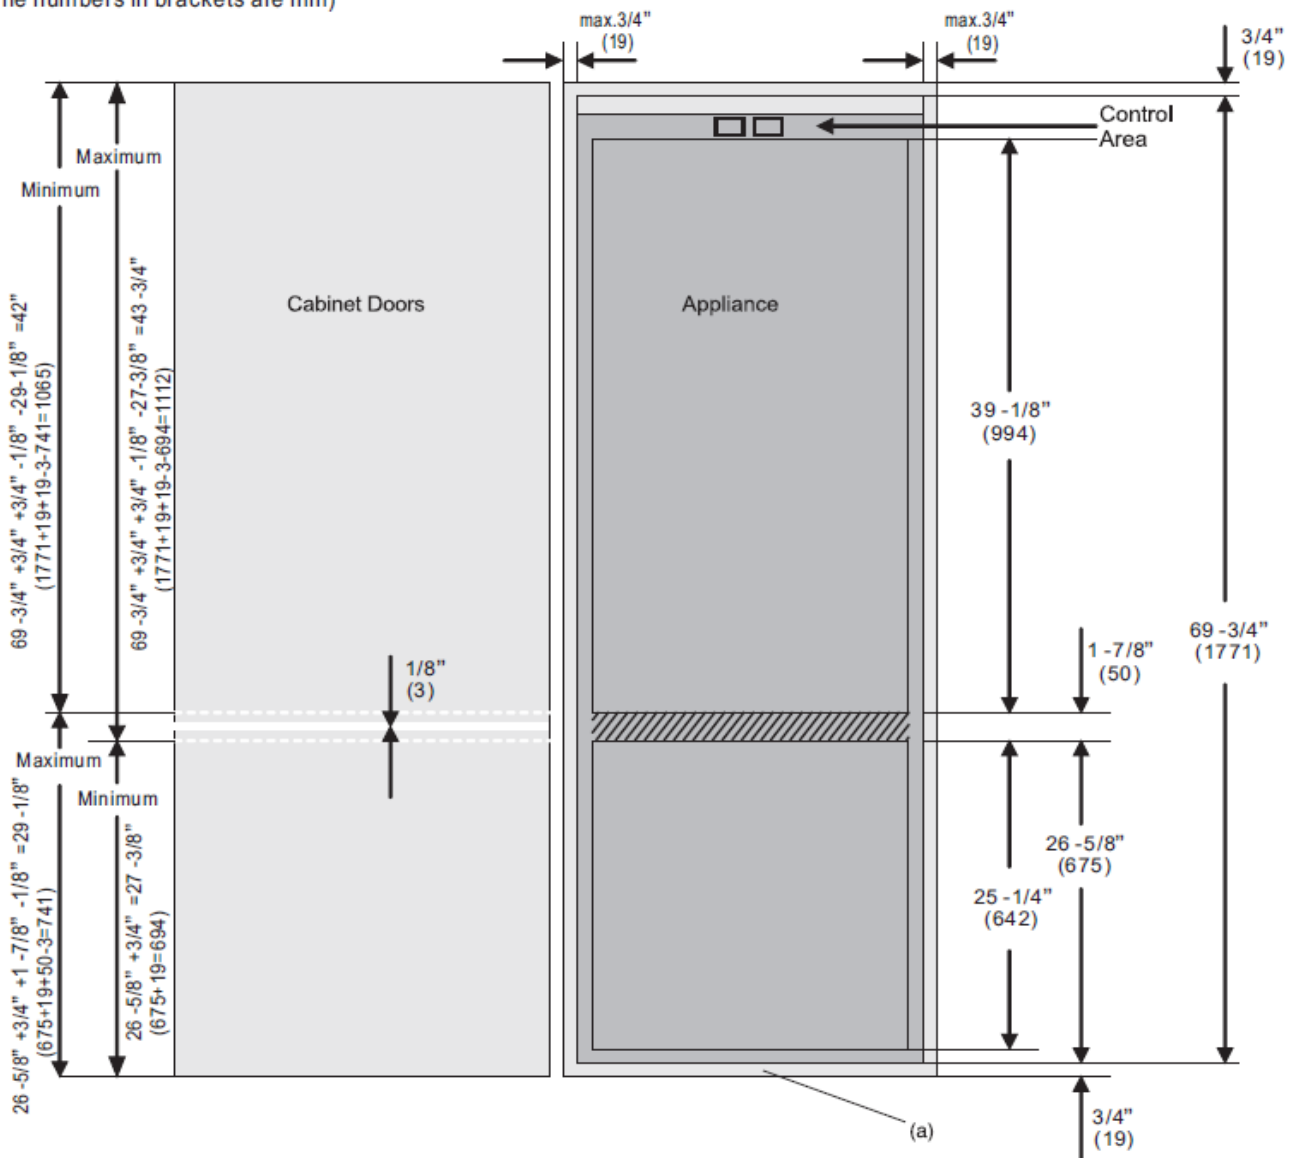 ne numbers in brackets are mm)
max.3/4"
(19)
max.3/4"
(19)
3/4"
(19)
Control
Area
Maximum
Minimum
Cabinet Doors
Appliance
69 -3/4" +3/4" +3/4" -1/8" -29-1/8" =42"
(1771+19+19-3-741=1065)
69 -3/4" +3/4" +3/4" -1/8" -27-3/8" =43 -3/4"
(1771+19+19-3-694=1112)
39 -1/8"
(994)
1/8"
(3)
1 -7/8"
(50)
69 -3/4"
(1771)
Maximum
Minimum
26 -5/8" +3/4" +1 -7/8" -1/8" =29 -1/8"
(675+19+50-3=741)
26 -5/8" +3/4" =27 -3/8"
(675+19=694)
26 -5/8"
(675)
25 -1/4"
(642)
(a)
3/4"
(19)